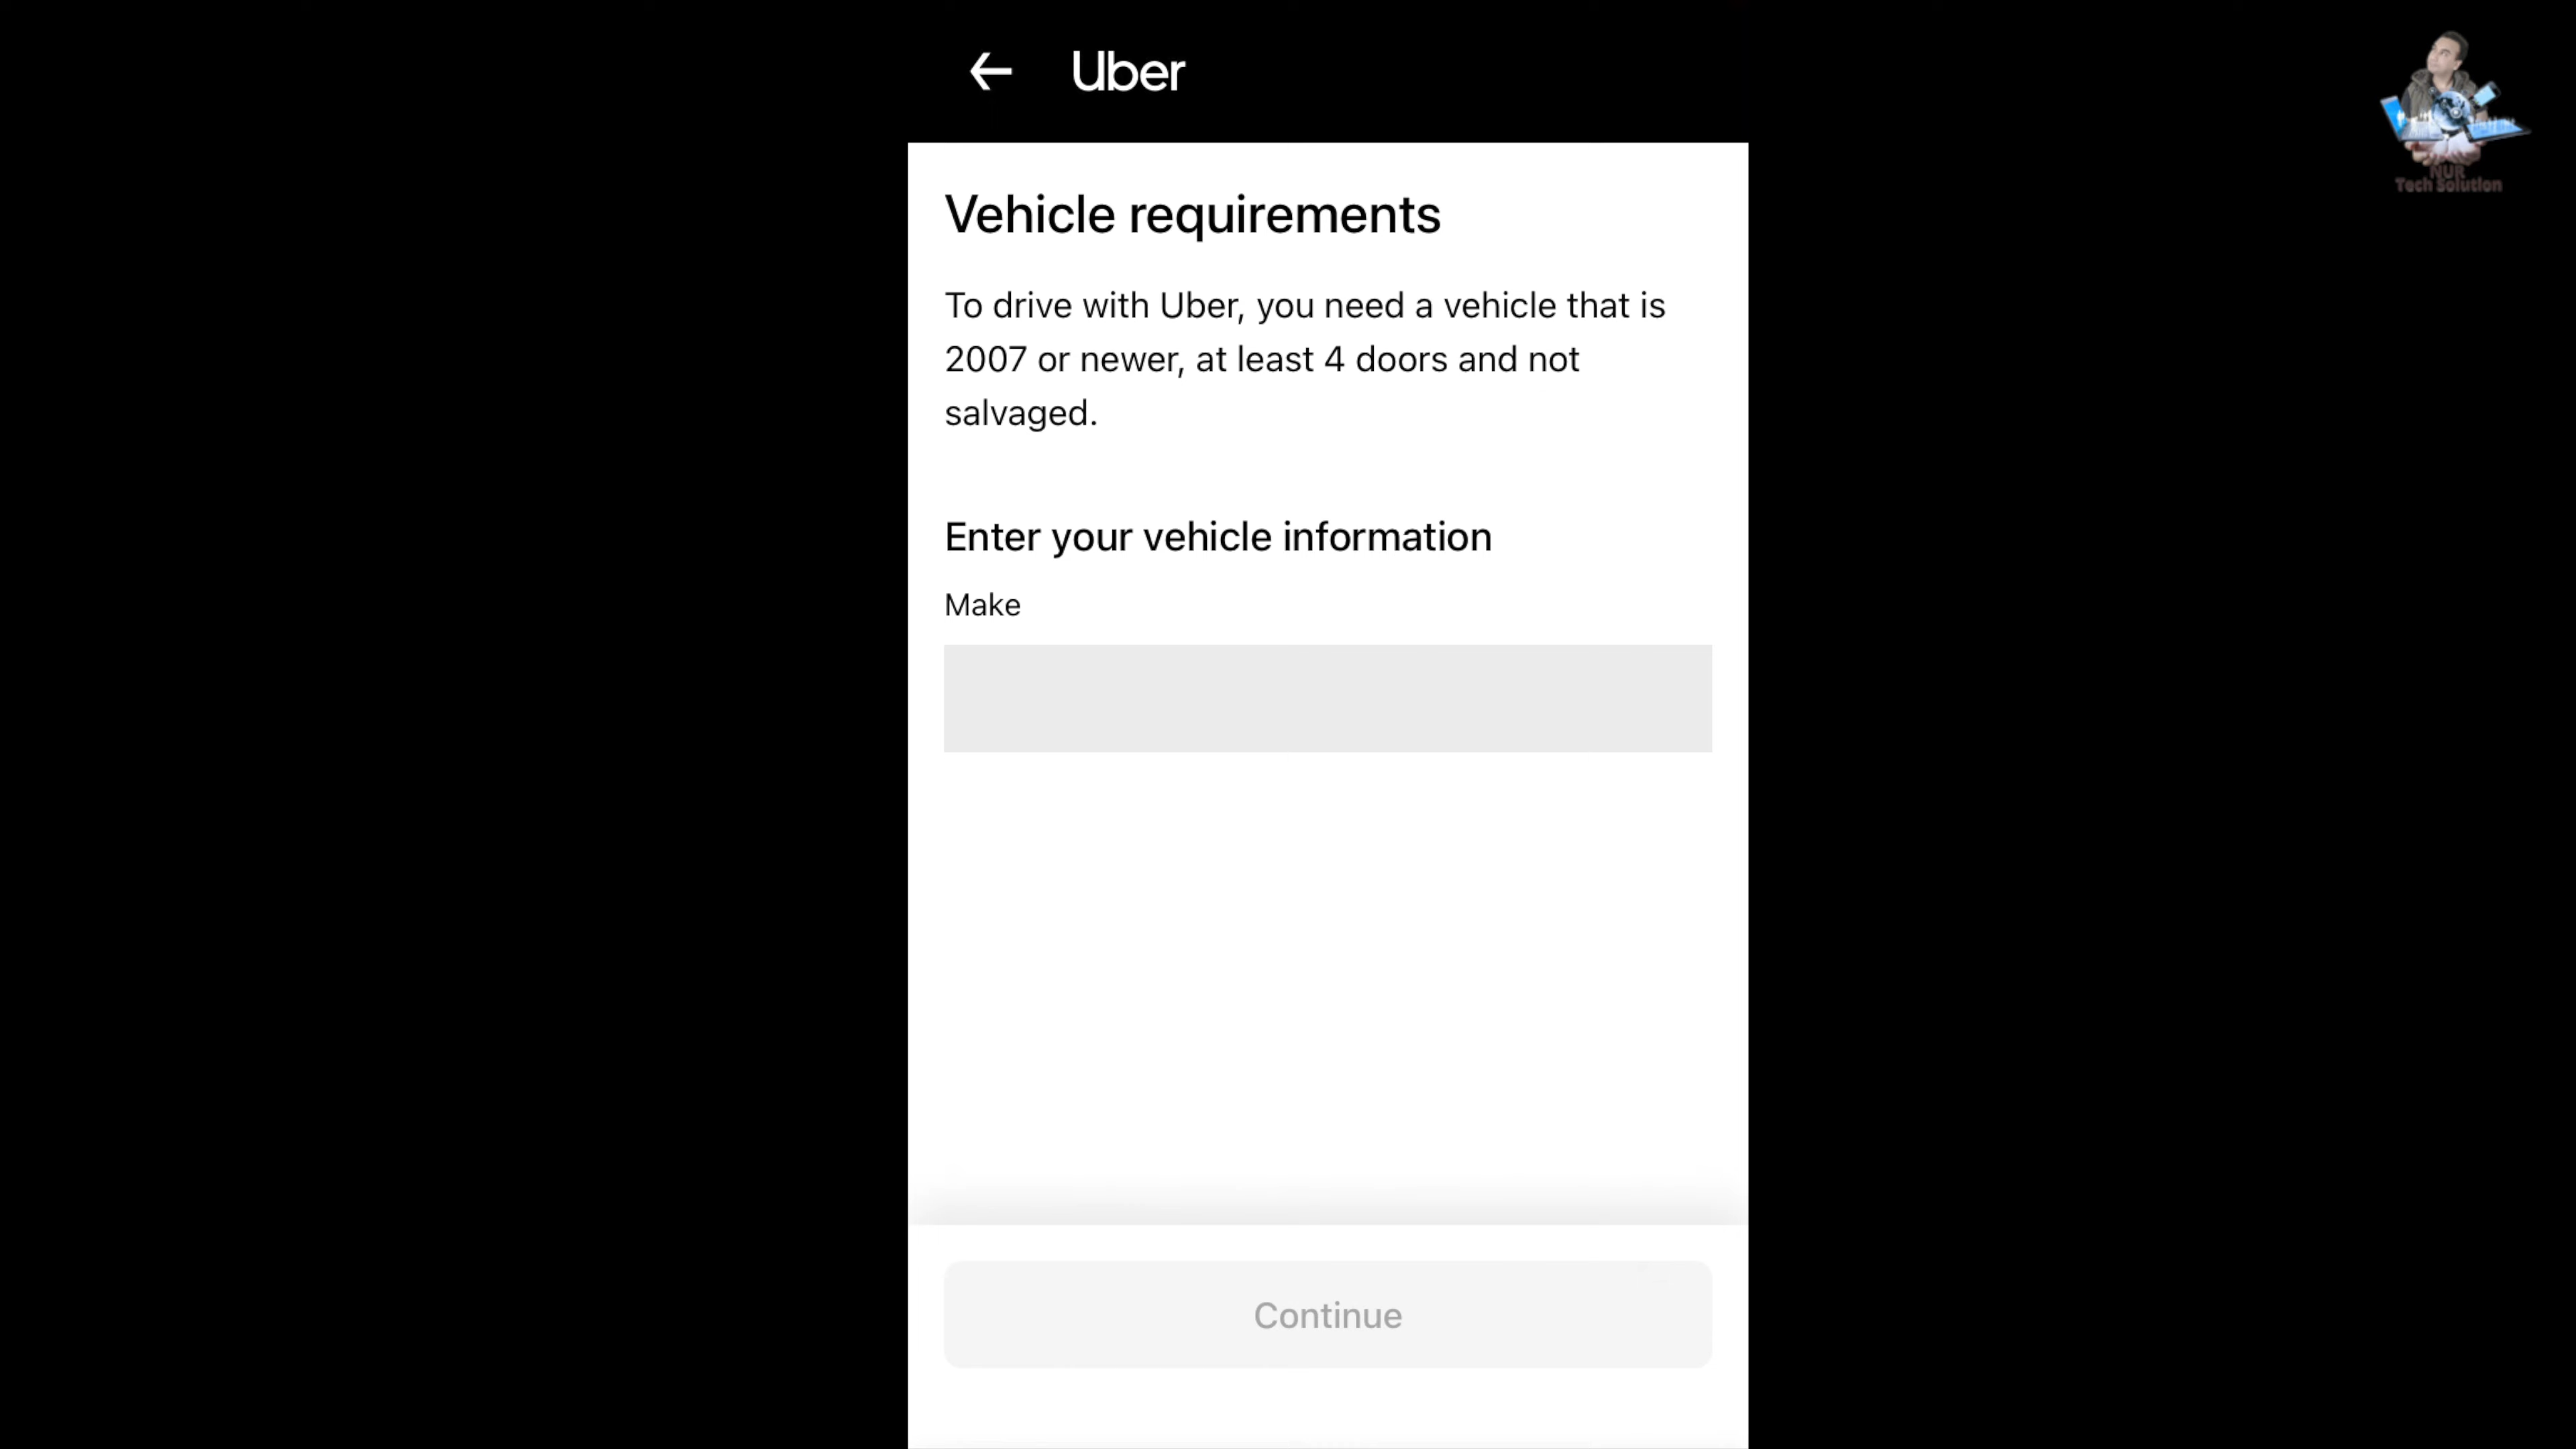 Uber
Vehicle requirements
To drive with Uber, you need a vehicle that is
2007 or newer, at least 4 doors and not
salvaged.
Enter your vehicle information
Make
Continue
NUR
Tech Solution